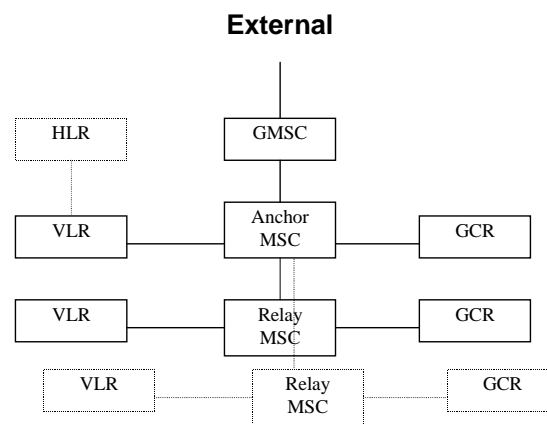 External
HLR
GMSC
VLR
Anchor
MSC
GCR
VLR
Relay
MSC
GCR
VLR
Relay
MSC
GCR